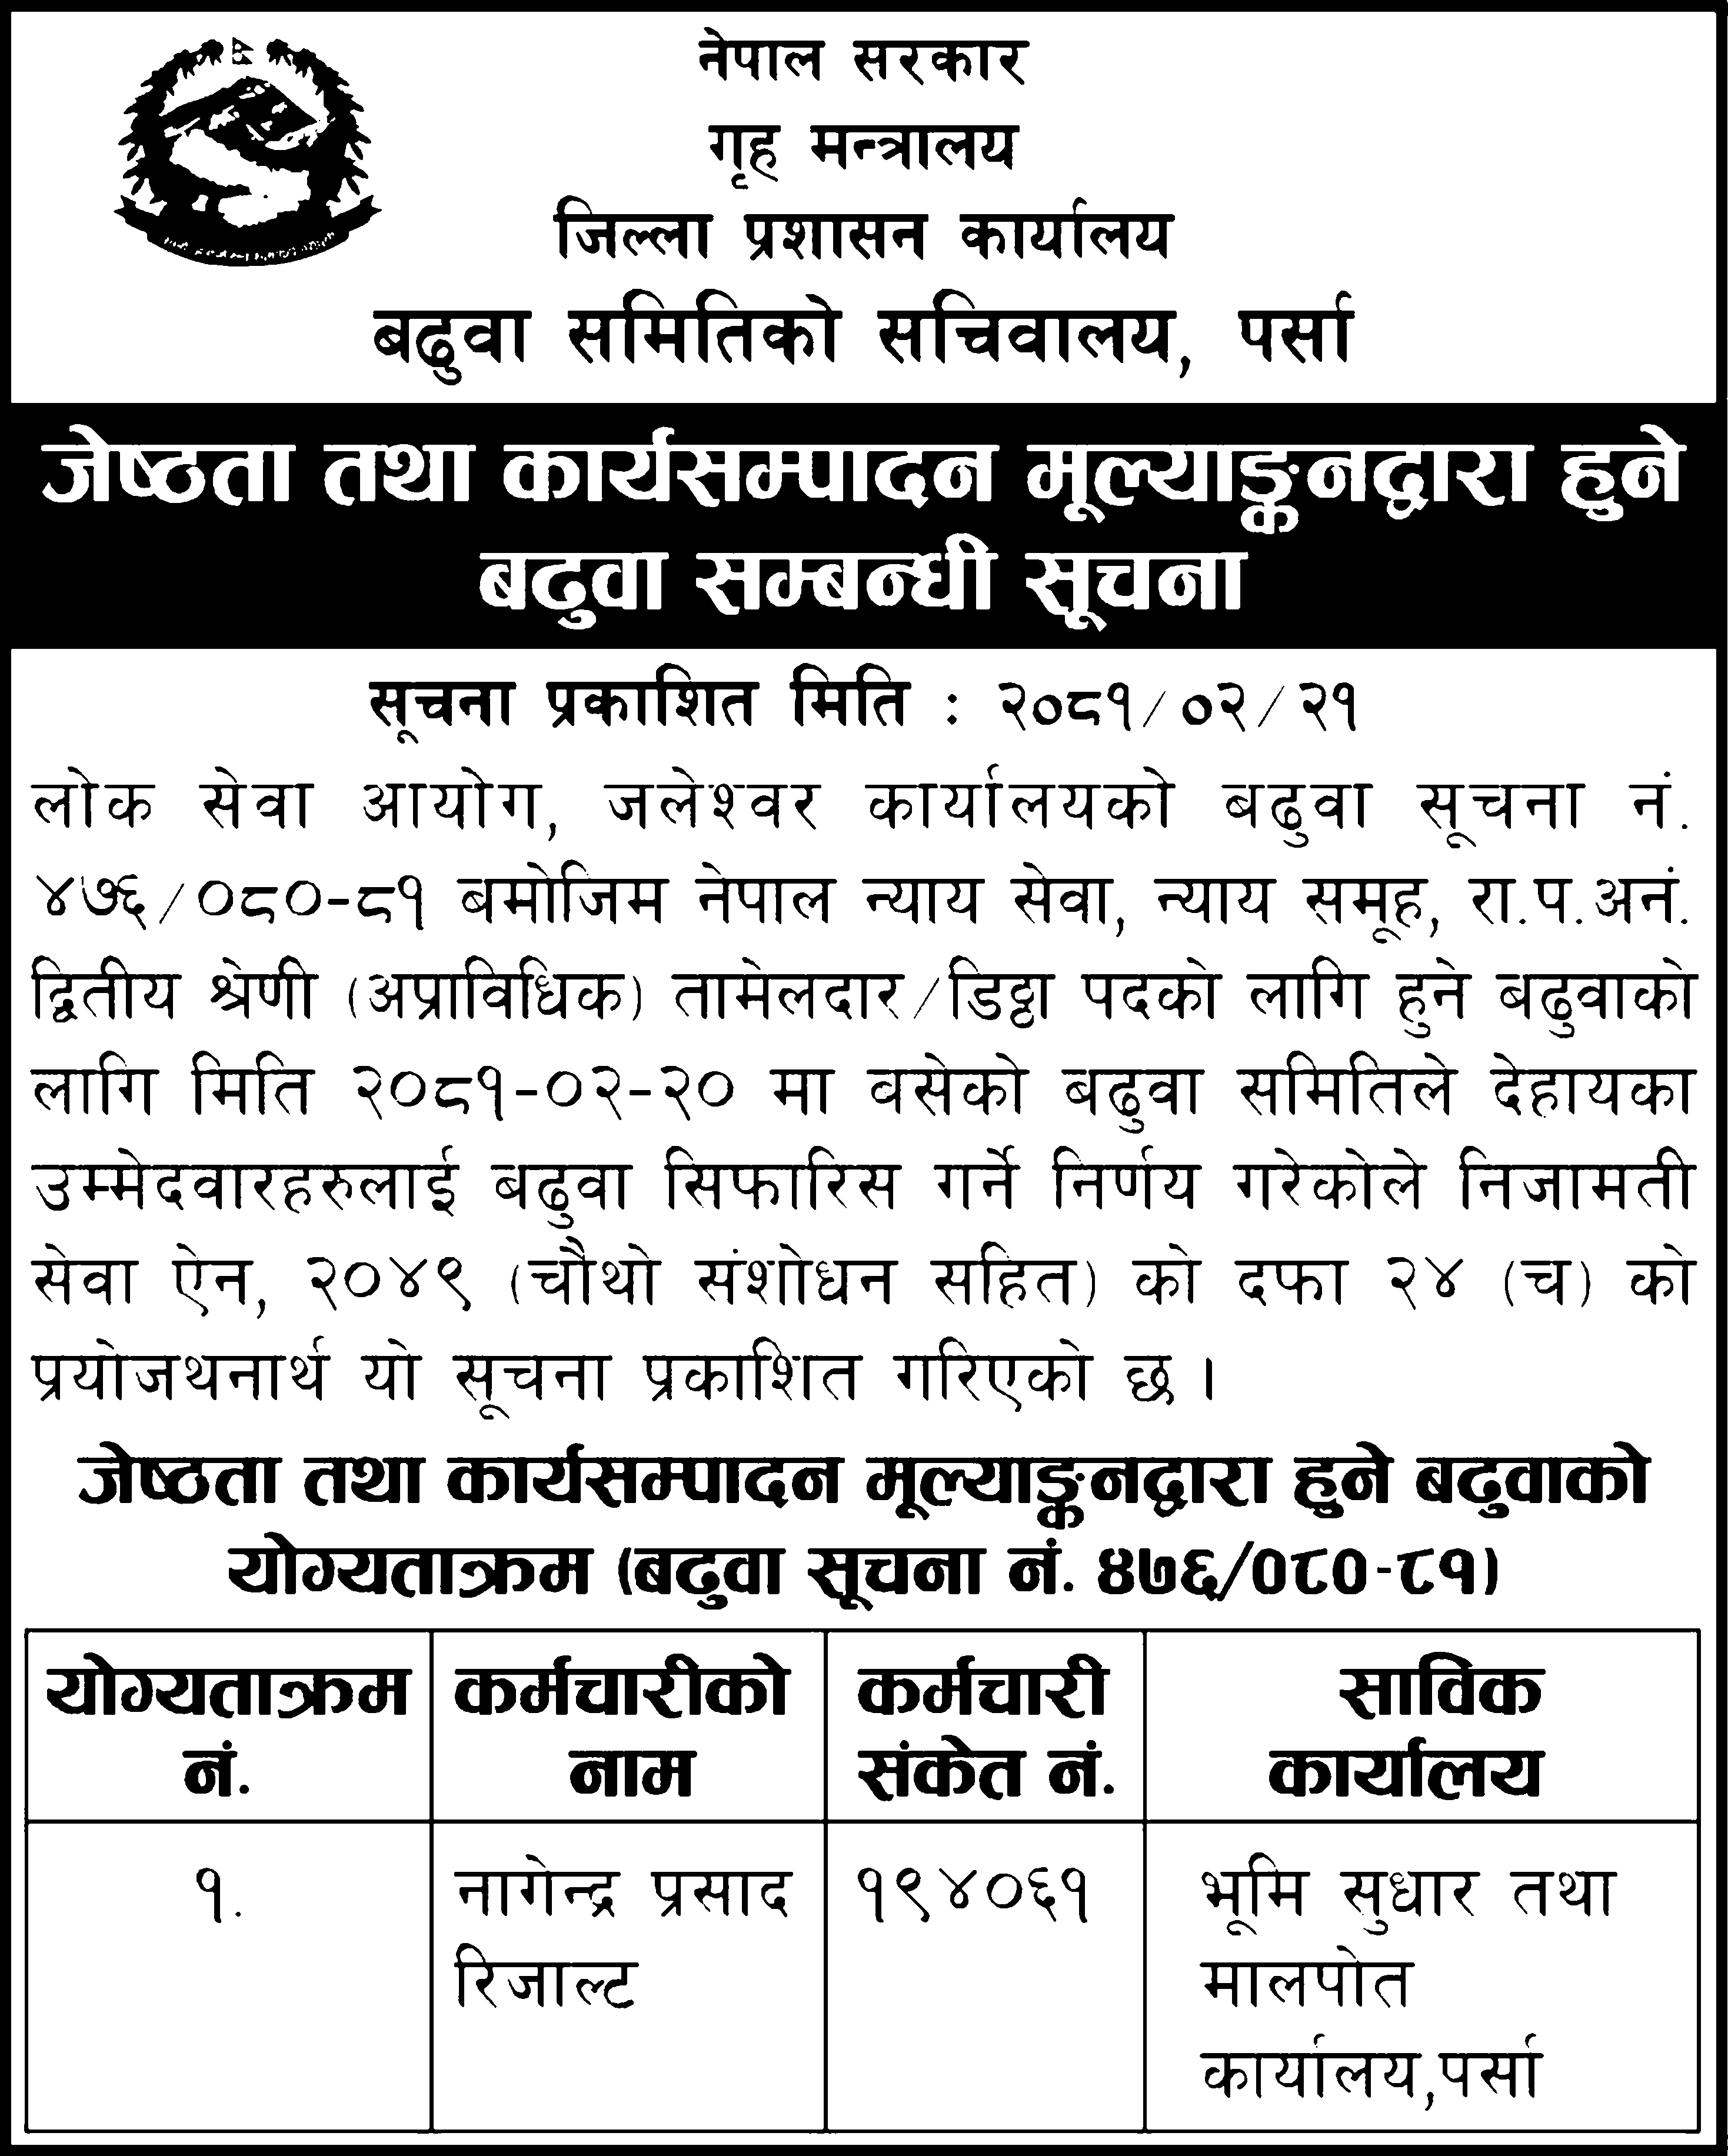 नेपाल सरकार
गृह मन्त्रालय
जिल्ला प्रशासन कार्यालय
बढुवा समितिको सचिवालय, पर्सा
जेष्ठता तथा कार्यसम्पादन मूल्याङ्कनद्वारा हुने
बढुवा सम्बन्धी सूचना
सूचना प्रकाशित मिति : २०८१/०२/२१
लोक सेवा आयोग, जलेश्वर कार्यालयको बढुवा सूचना नं.
४७६/०८०-८१ बमोजिम नेपाल न्याय सेवा, न्याय समूह, रा.प.अनं.
द्वितीय श्रेणी (अप्राविधिक) तामेलदार/डिठ्ठा पदको लागि हुने बढुवाको
लागि मिति २०८१-०२-२० मा वसेको बढुवा समितिले देहायका
उम्मेदवारहरुलाई बढुवा सिफारिस गर्ने निर्णय गरेकोले निजामती
सेवा ऐन, २०४९ (चौथो संशोधन सहित) को दफा २४ (च) को
प्रयोजथनार्थ यो सूचना प्रकाशित गरिएको छ ।
जेष्ठता तथा कार्यसम्पादन मूल्याङ्कनद्वारा हुने बढुवाको
योग्यताक्रम (बढुवा सूचना नं. ४७६/०८०-८१)
योग्यताक्रम नं.
कर्मचारीको नाम
कर्मचारी संकेत नं.
साविक कार्यालय
१.
नागेन्द्र प्रसाद
रिजाल्ट
१९४०६१
भूमि सुधार तथा
मालपोत
कार्यालय,पर्सा